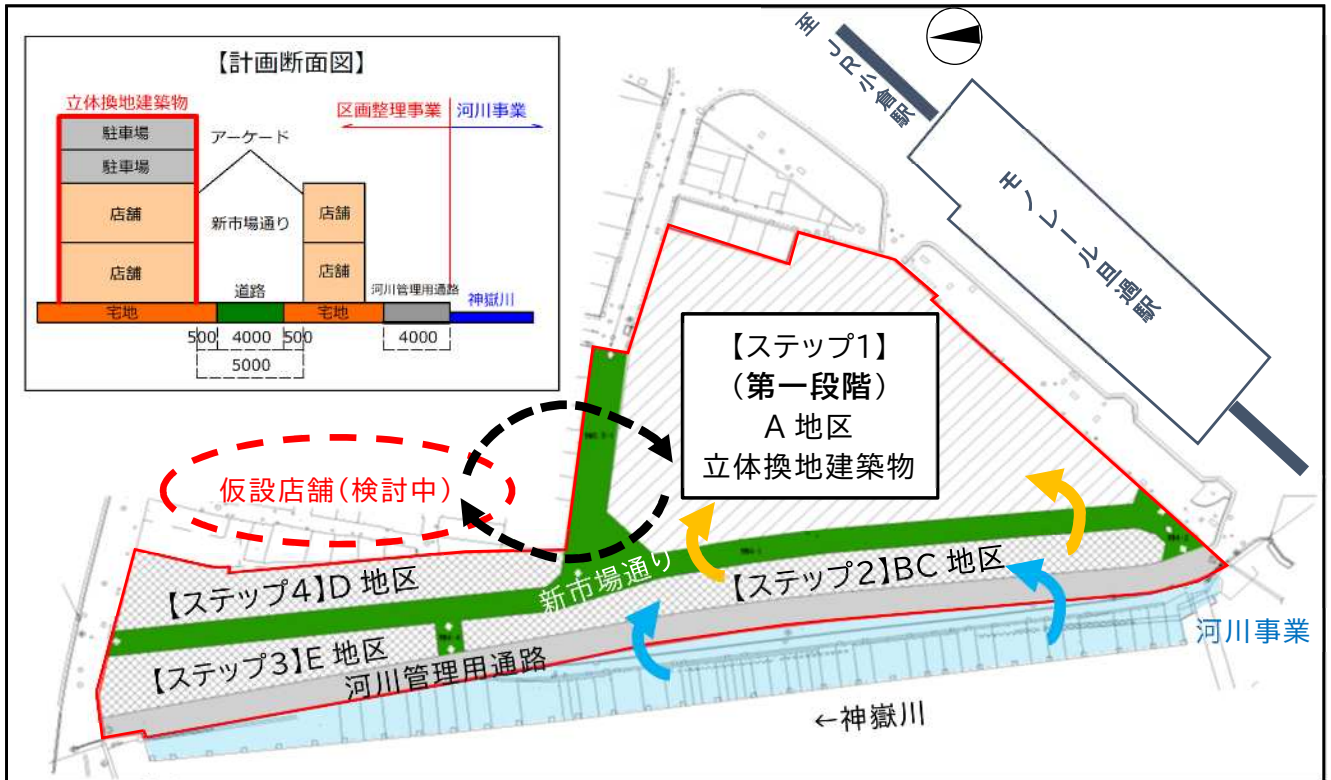 【計画断面図】
立体換地建築物
駐車場
駐車場
店舗
店舗
アーケード
新市場通り
道路
店舗
店舗
区画整理事業
河川事業
河川管理用通路
神嶽川
宅地
宅地
500
4000
500
5000
4000
至 JR小倉駅
モノレール旦過駅
【ステップ1】
(第一段階)
A 地区
立体換地建築物
仮設店舗(検討中)
【ステップ4】D 地区
新市場通り
【ステップ2】BC 地区
【ステップ3】E 地区
河川管理用通路
河川事業
←神嶽川